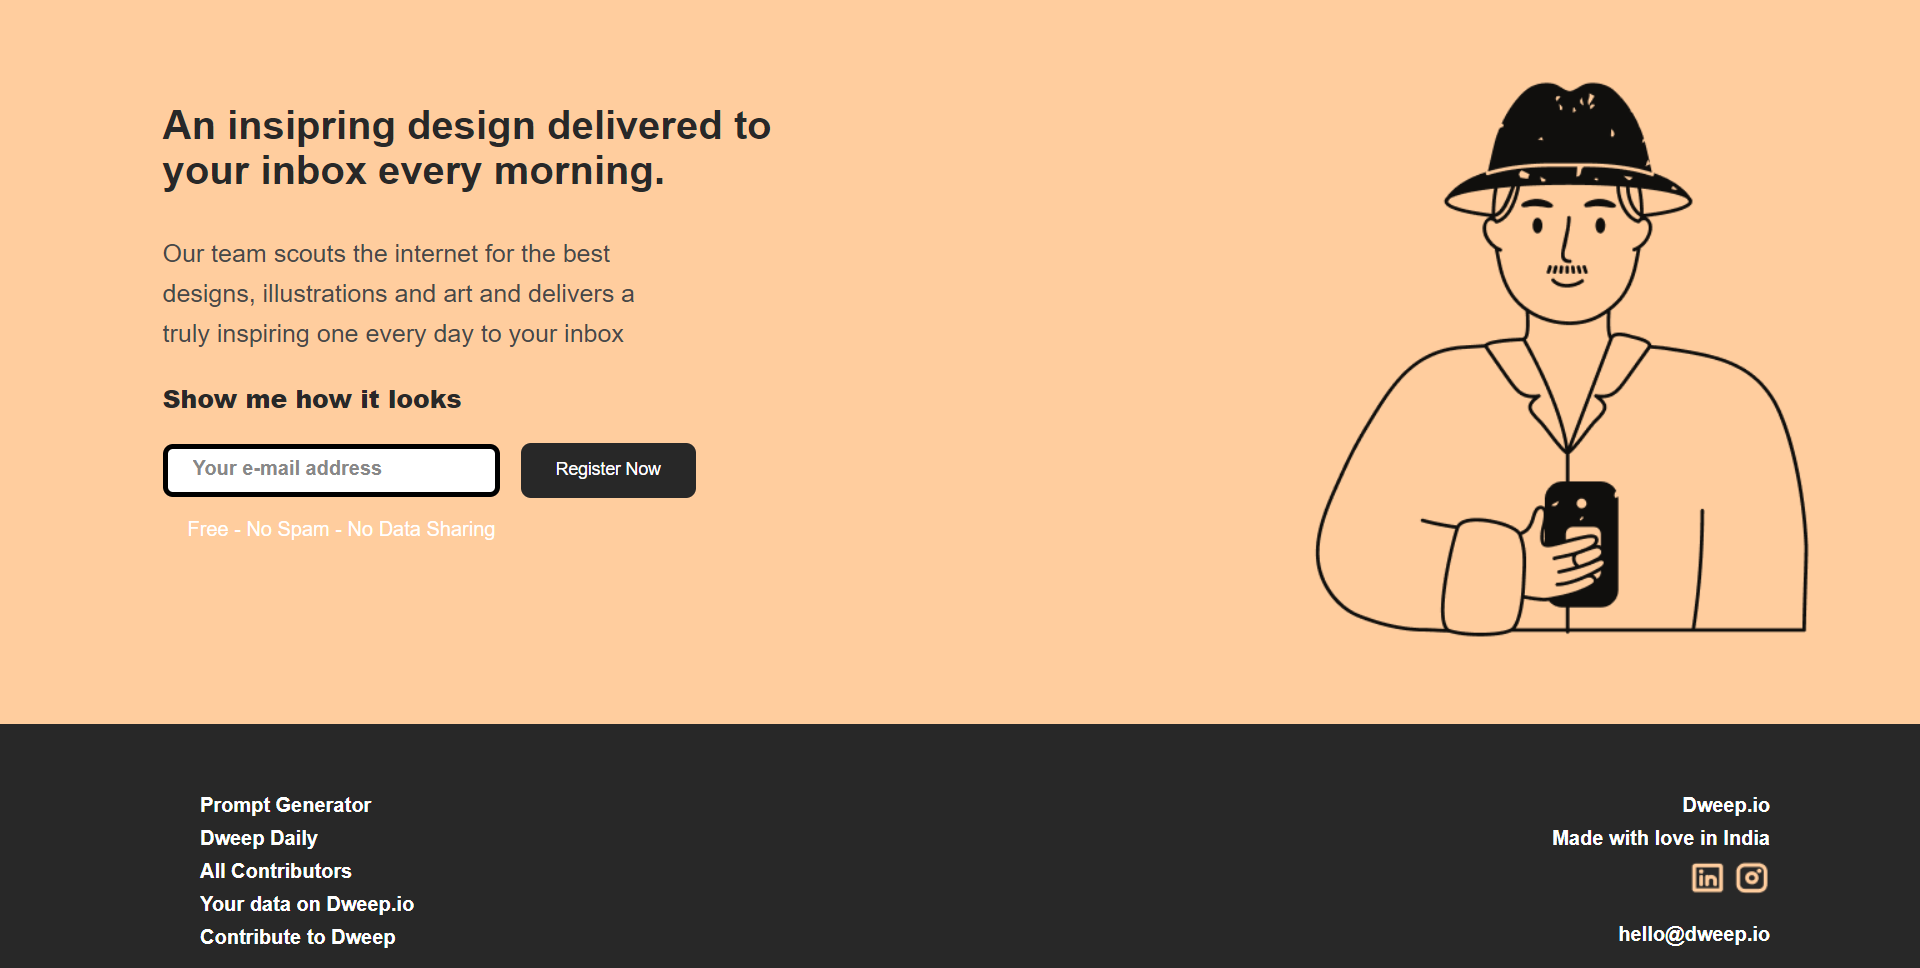 An insipring design delivered to
your inbox every morning.
Our team scouts the internet for the best
designs, illustrations and art and delivers a
truly inspiring one every day to your inbox
Show me how it looks
Your e-mail address
Register Now
Free - No Spam - No Data Sharing
Prompt Generator
Dweep Daily
All Contributors
Your data on Dweep.io
Contribute to Dweep
Dweep.io
Made with love in India
in
hello@dweep.io